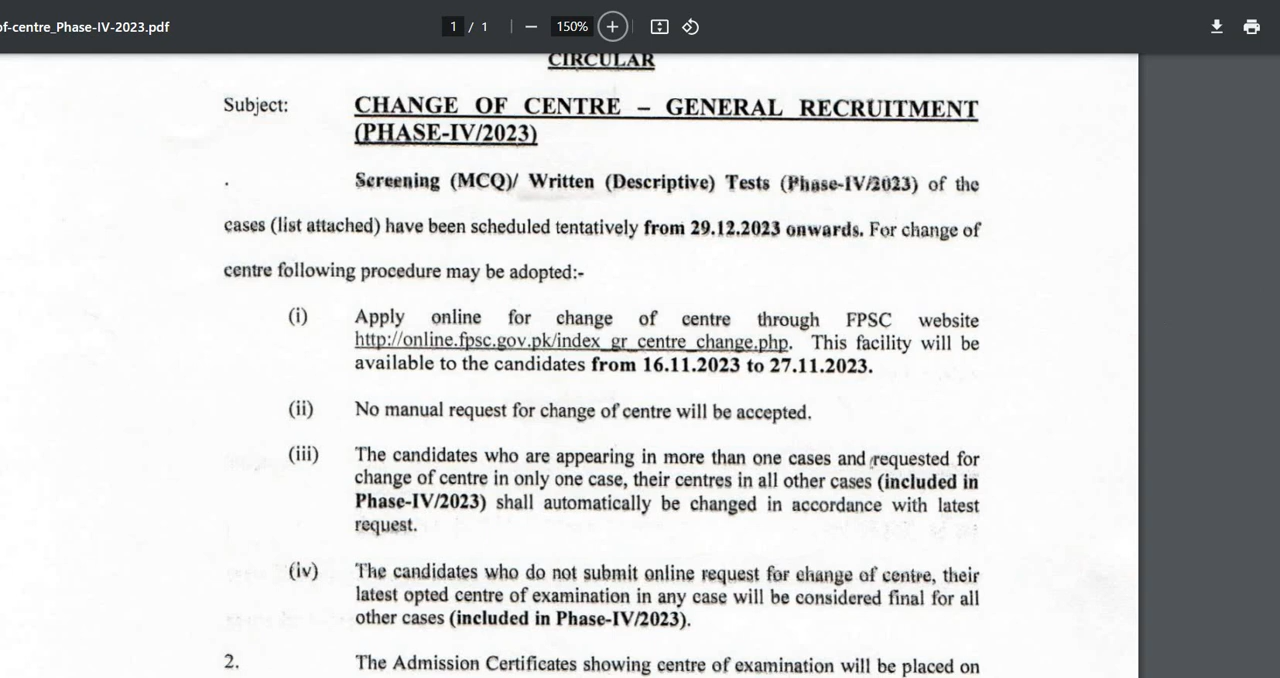 of-centre_Phase-IV-2023.pdf
1 / 1
150%
CIRCULAR
Subject: CHANGE OF CENTRE – GENERAL RECRUITMENT
(PHASE-IV/2023)
Screening (MCQ)/ Written (Descriptive) Tests (Phase-IV/2023) of the
cases (list attached) have been scheduled tentatively from 29.12.2023 onwards. For change of
centre following procedure may be adopted:-
(i) Apply online for change of centre through FPSC website
http://online.fpsc.gov.pk/index_gr_centre_change.php. This facility will be
available to the candidates from 16.11.2023 to 27.11.2023.
(ii) No manual request for change of centre will be accepted.
(iii) The candidates who are appearing in more than one cases and requested for
change of centre in only one case, their centres in all other cases (included in
Phase-IV/2023) shall automatically be changed in accordance with latest
request.
(iv) The candidates who do not submit online request for change of centre, their
latest opted centre of examination in any case will be considered final for all
other cases (included in Phase-IV/2023).
2. The Admission Certificates showing centre of examination will be placed on